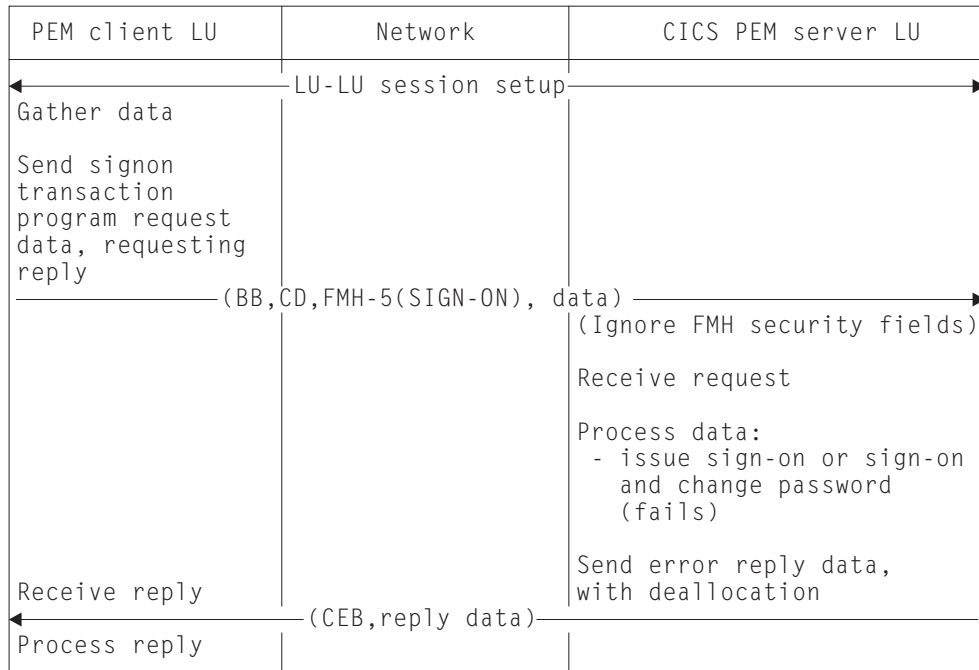 PEM client LU Network CICS PEM server LU
LU-LU session setup
Gather data
Send signon
transaction
program request
data, requesting
reply
(BB,CD,FMH-5(SIGN-ON), data)
(Ignore FMH security fields)
Receive request
Process data:
- issue sign-on or sign-on
and change password
(fails)
Send error reply data,
with deallocation
Receive reply
(CEB,reply data)
Process reply